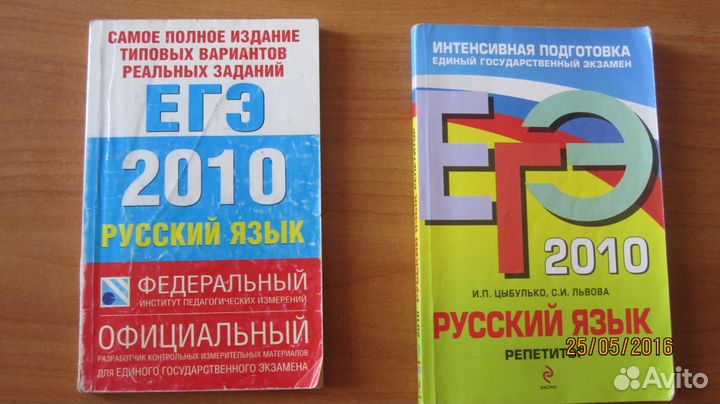 САМОЕ ПОЛНОЕ ИЗДАНИЕ
ТИПОВЫХ ВАРИАНТОВ
РЕАЛЬНЫХ ЗАДАНИЙ
ЕГЭ
2010
РУССКИЙ ЯЗЫК
ФЕДЕРАЛЬНЫЙ
ИНСТИТУТ ПЕДАГОГИЧЕСКИХ ИЗМЕРЕНИЙ
ОФИЦИАЛЬНЫЙ
РАЗРАБОТЧИК КОНТРОЛЬНЫХ ИЗМЕРИТЕЛЬНЫХ МАТЕРИАЛОВ
ДЛЯ ЕДИНОГО ГОСУДАРСТВЕННОГО ЭКЗАМЕНА
ИНТЕНСИВНАЯ ПОДГОТОВКА
ЕДИНЫЙ ГОСУДАРСТВЕННЫЙ ЭКЗАМЕН
ЕГЭ
2010
И.П. ЦЫБУЛЬКО, С.И. ЛЬВОВА
РУССКИЙ ЯЗЫК
РЕПЕТИТОР
ЭКСМО
25/05/2016
Avito